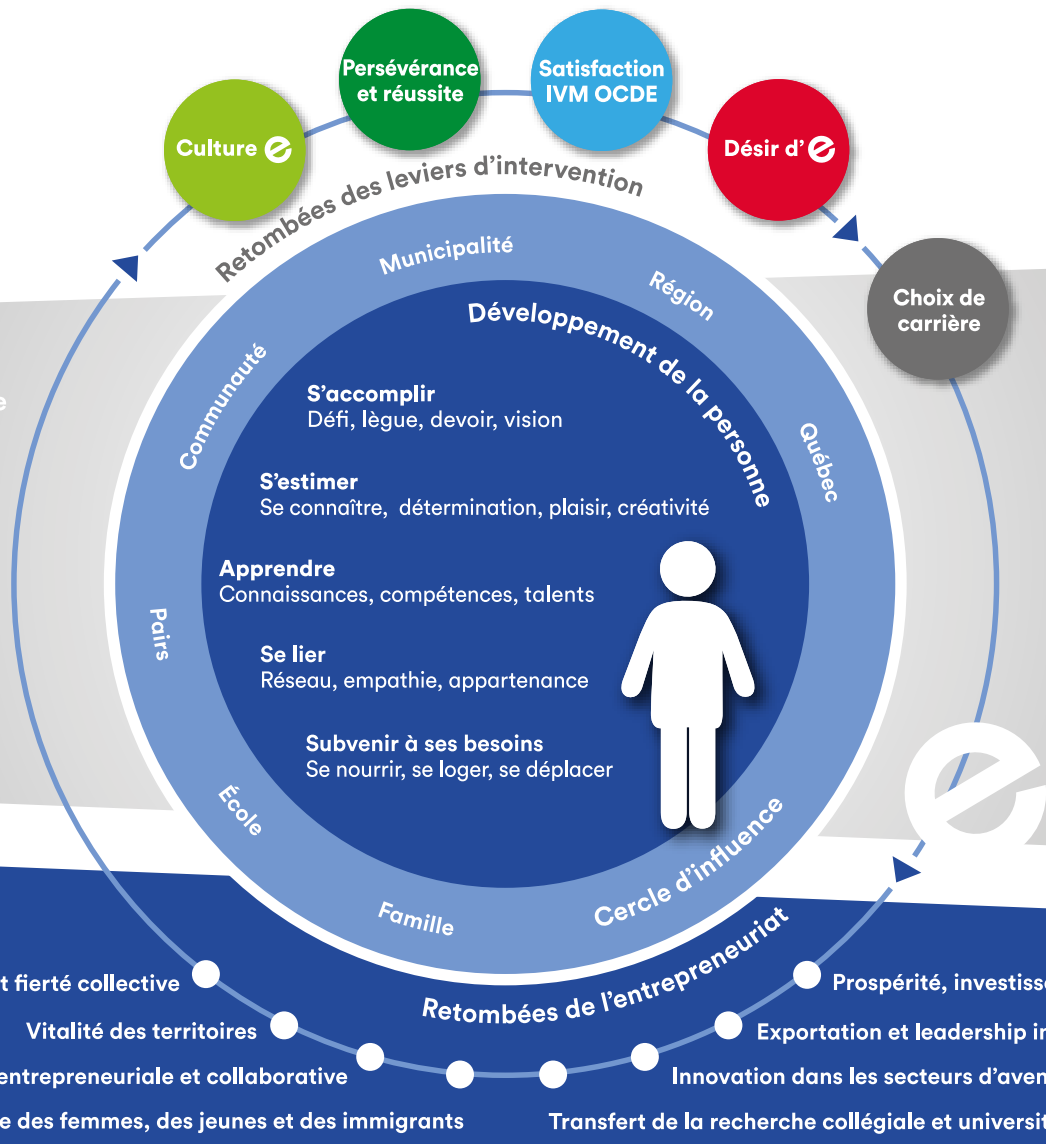 Persévérance
et réussite
Satisfaction
IVM OCDE
Culture e
Désir d'e
Retombées des leviers d'intervention
Choix de
carrière
Municipalité
Région
Québec
Communauté
Pairs
École
Famille
Cercle d'influence
Développement de la personne
S'accomplir
Défi, lègue, devoir, vision
S'estimer
Se connaître, détermination, plaisir, créativité
Apprendre
Connaissances, compétences, talents
Se lier
Réseau, empathie, appartenance
Subvenir à ses besoins
Se nourrir, se loger, se déplacer
e
e
Retombées de l'entrepreneuriat
t fierté collective
Vitalité des territoires
entrepreneuriale et collaborative
e des femmes, des jeunes et des immigrants
Prospérité, investiss
Exportation et leadership in
Innovation dans les secteurs d'aven
Transfert de la recherche collégiale et universit